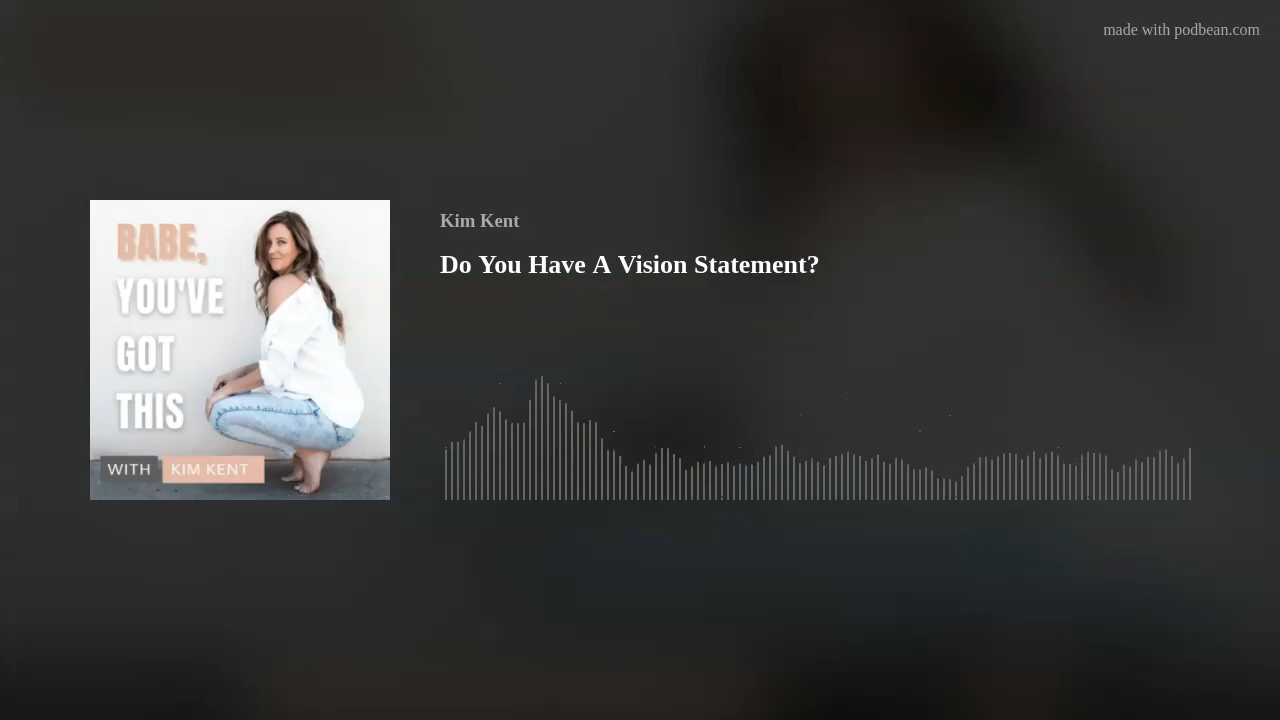 made with podbean.com
BABE,
YOU'VE
GOT
THIS
WITH KIM KENT
Kim Kent
Do You Have A Vision Statement?